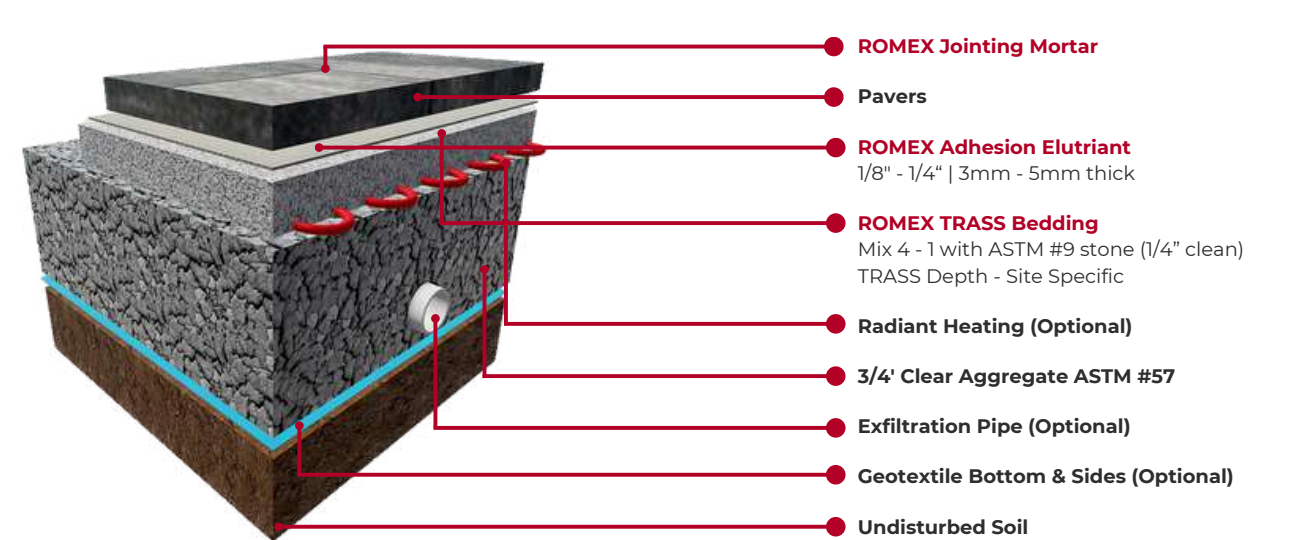 ROMEX Jointing Mortar
Pavers
ROMEX Adhesion Elutriant
1/8" - 1/4“ | 3mm - 5mm thick
ROMEX TRASS Bedding
Mix 4 - 1 with ASTM #9 stone (1/4” clean)
TRASS Depth - Site Specific
Radiant Heating (Optional)
3/4' Clear Aggregate ASTM #57
Exfiltration Pipe (Optional)
Geotextile Bottom & Sides (Optional)
Undisturbed Soil